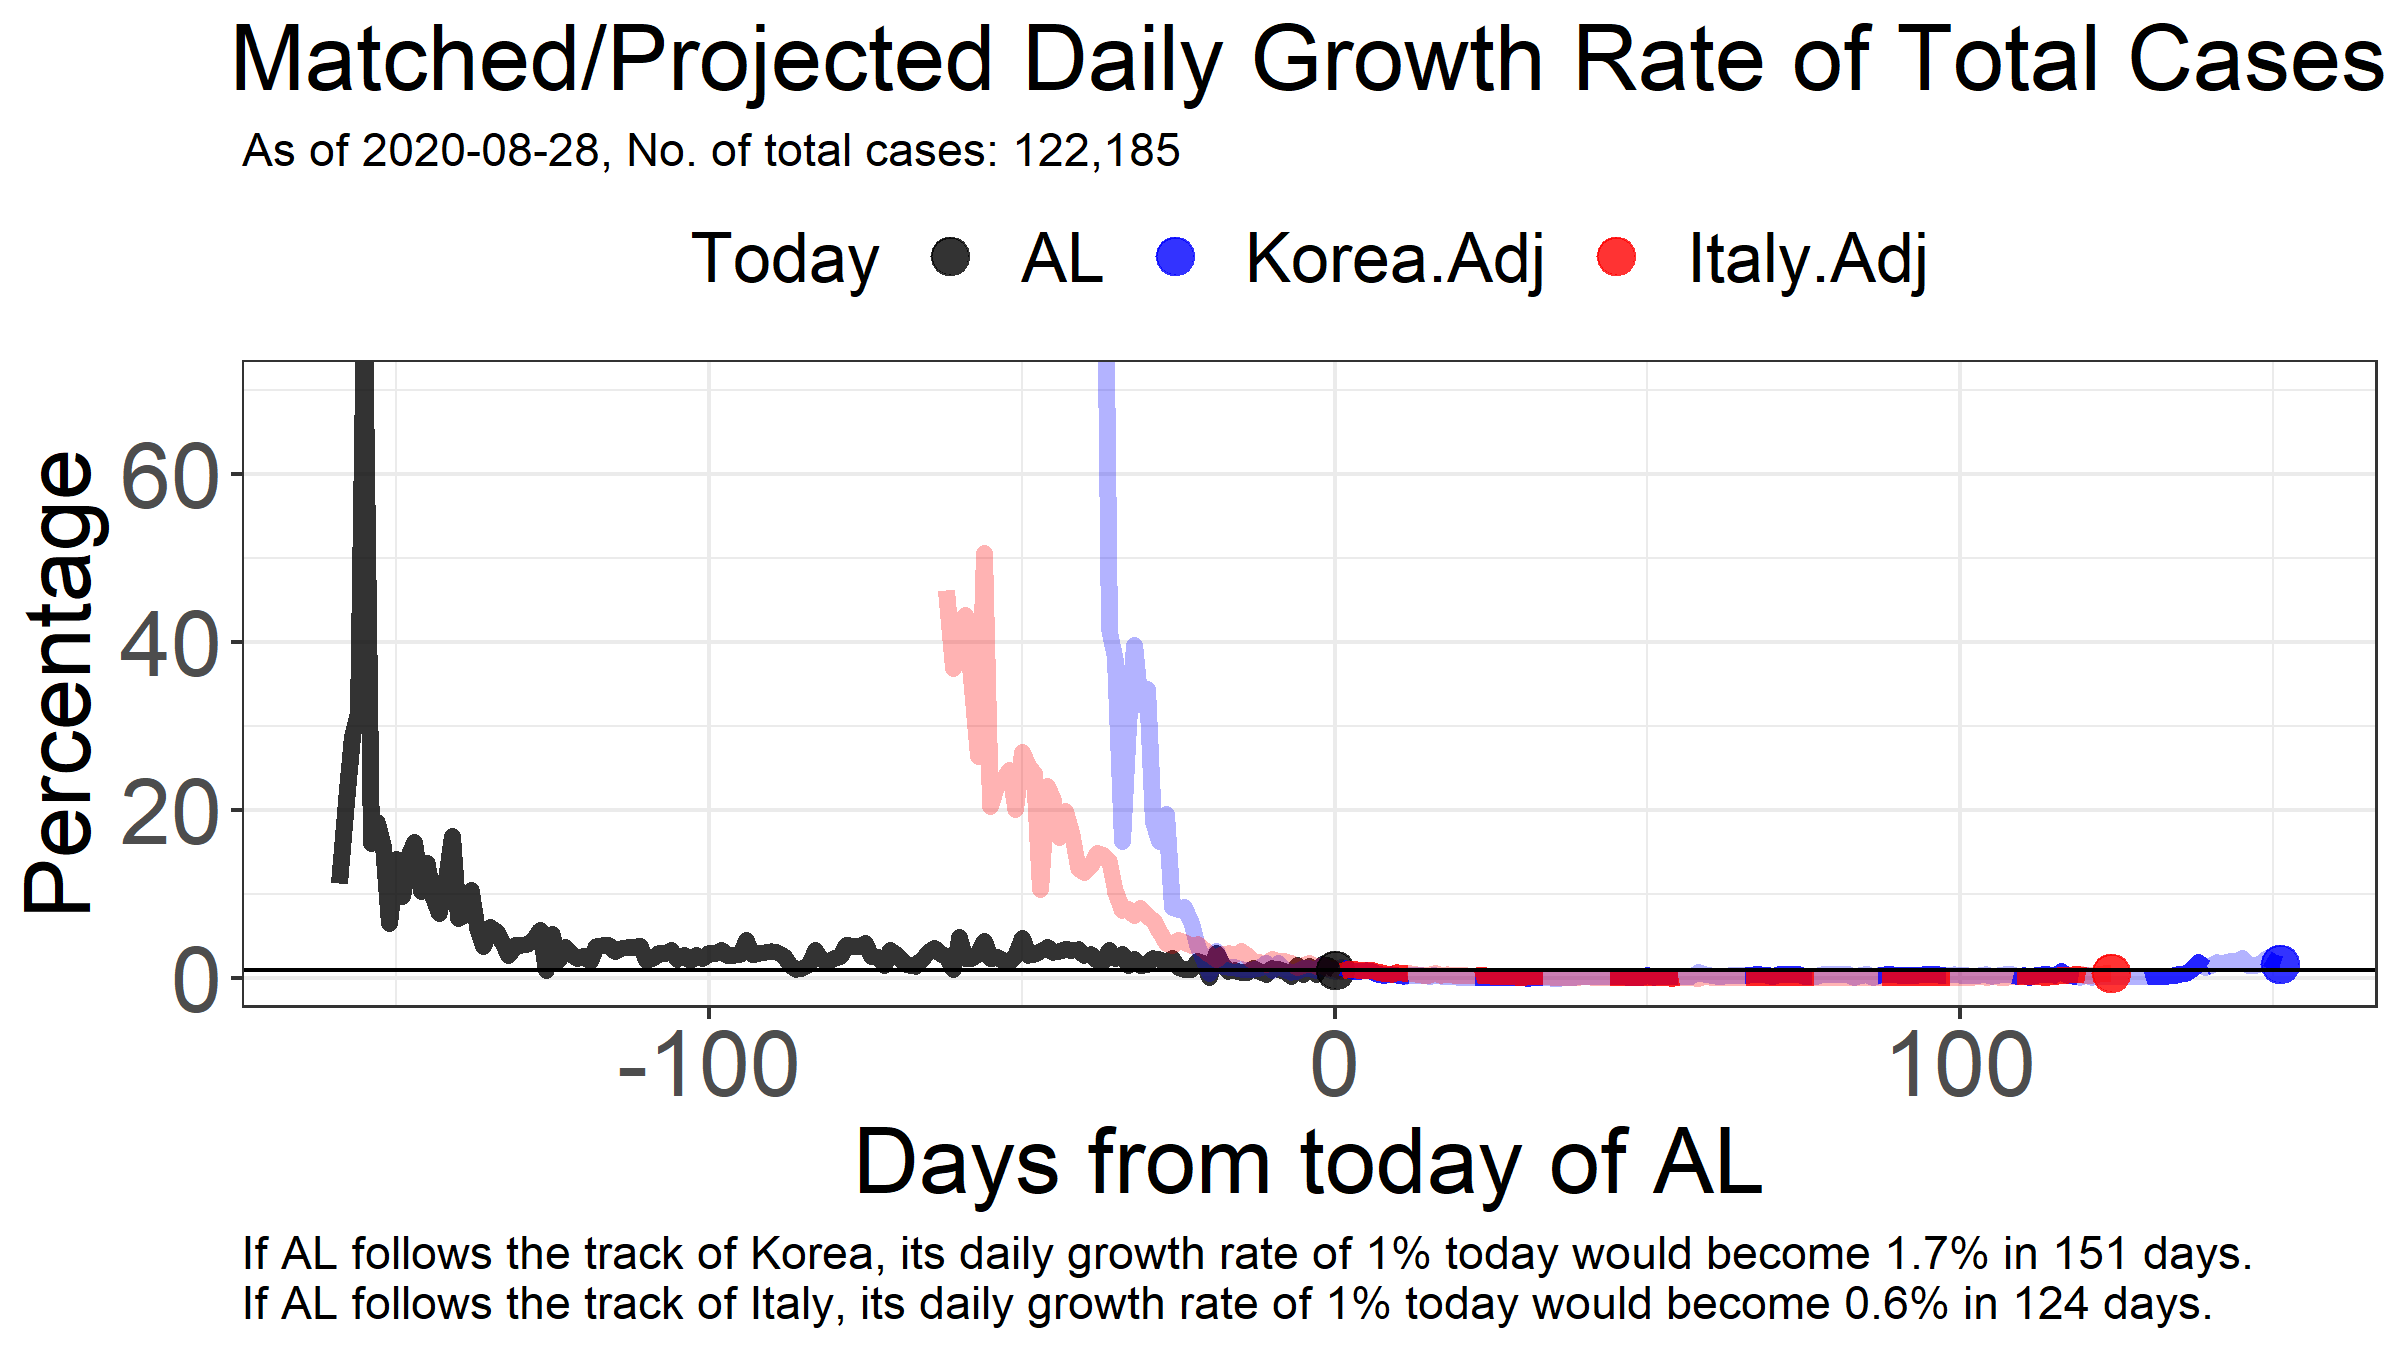 Matched/Projected Daily Growth Rate of Total Cases
As of 2020-08-28, No. of total cases: 122,185
Today AL Korea.Adj Italy.Adj
Percentage
60
40
20
0
-100 0 100
Days from today of AL
If AL follows the track of Korea, its daily growth rate of 1% today would become 1.7% in 151 days.
If AL follows the track of Italy, its daily growth rate of 1% today would become 0.6% in 124 days.